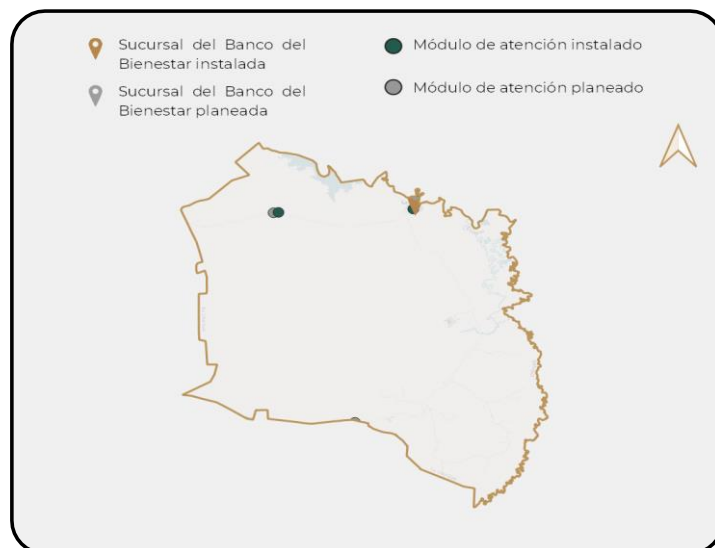 Sucursal del Banco del
Bienestar instalada
Sucursal del Banco del
Bienestar planeada
Módulo de atención instalado
Módulo de atención planeado